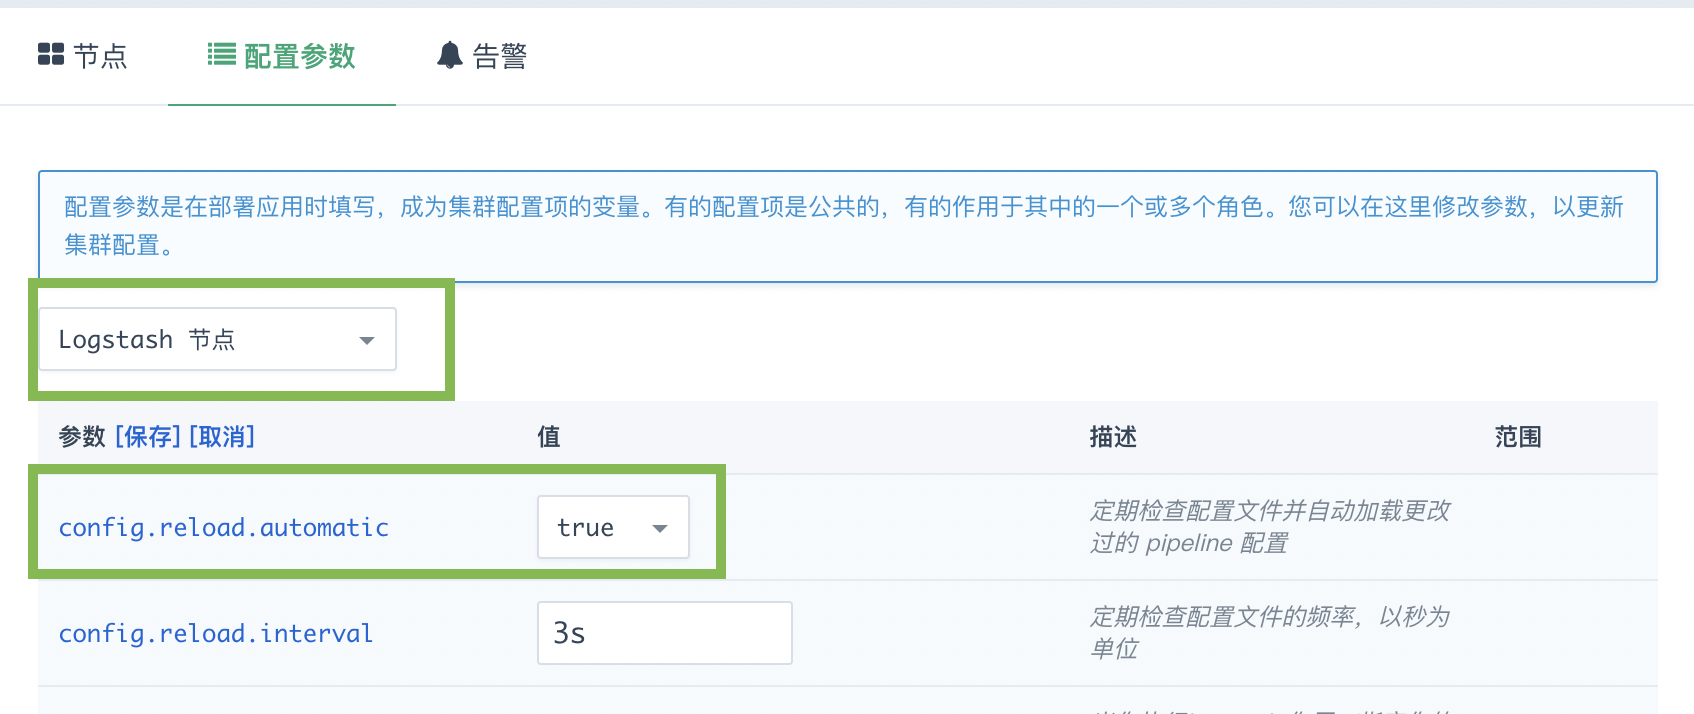 节点 配置参数 告警
配置参数是在部署应用时填写，成为集群配置项的变量。有的配置项是公共的，有的作用于其中的一个或多个角色。您可以在这里修改参数，以更新
集群配置。
Logstash 节点
参数 [保存] [取消] 值 描述 范围
config.reload.automatic true 定期检查配置文件并自动加载更改
过的 pipeline 配置
config.reload.interval 3s 定期检查配置文件的频率，以秒为
单位